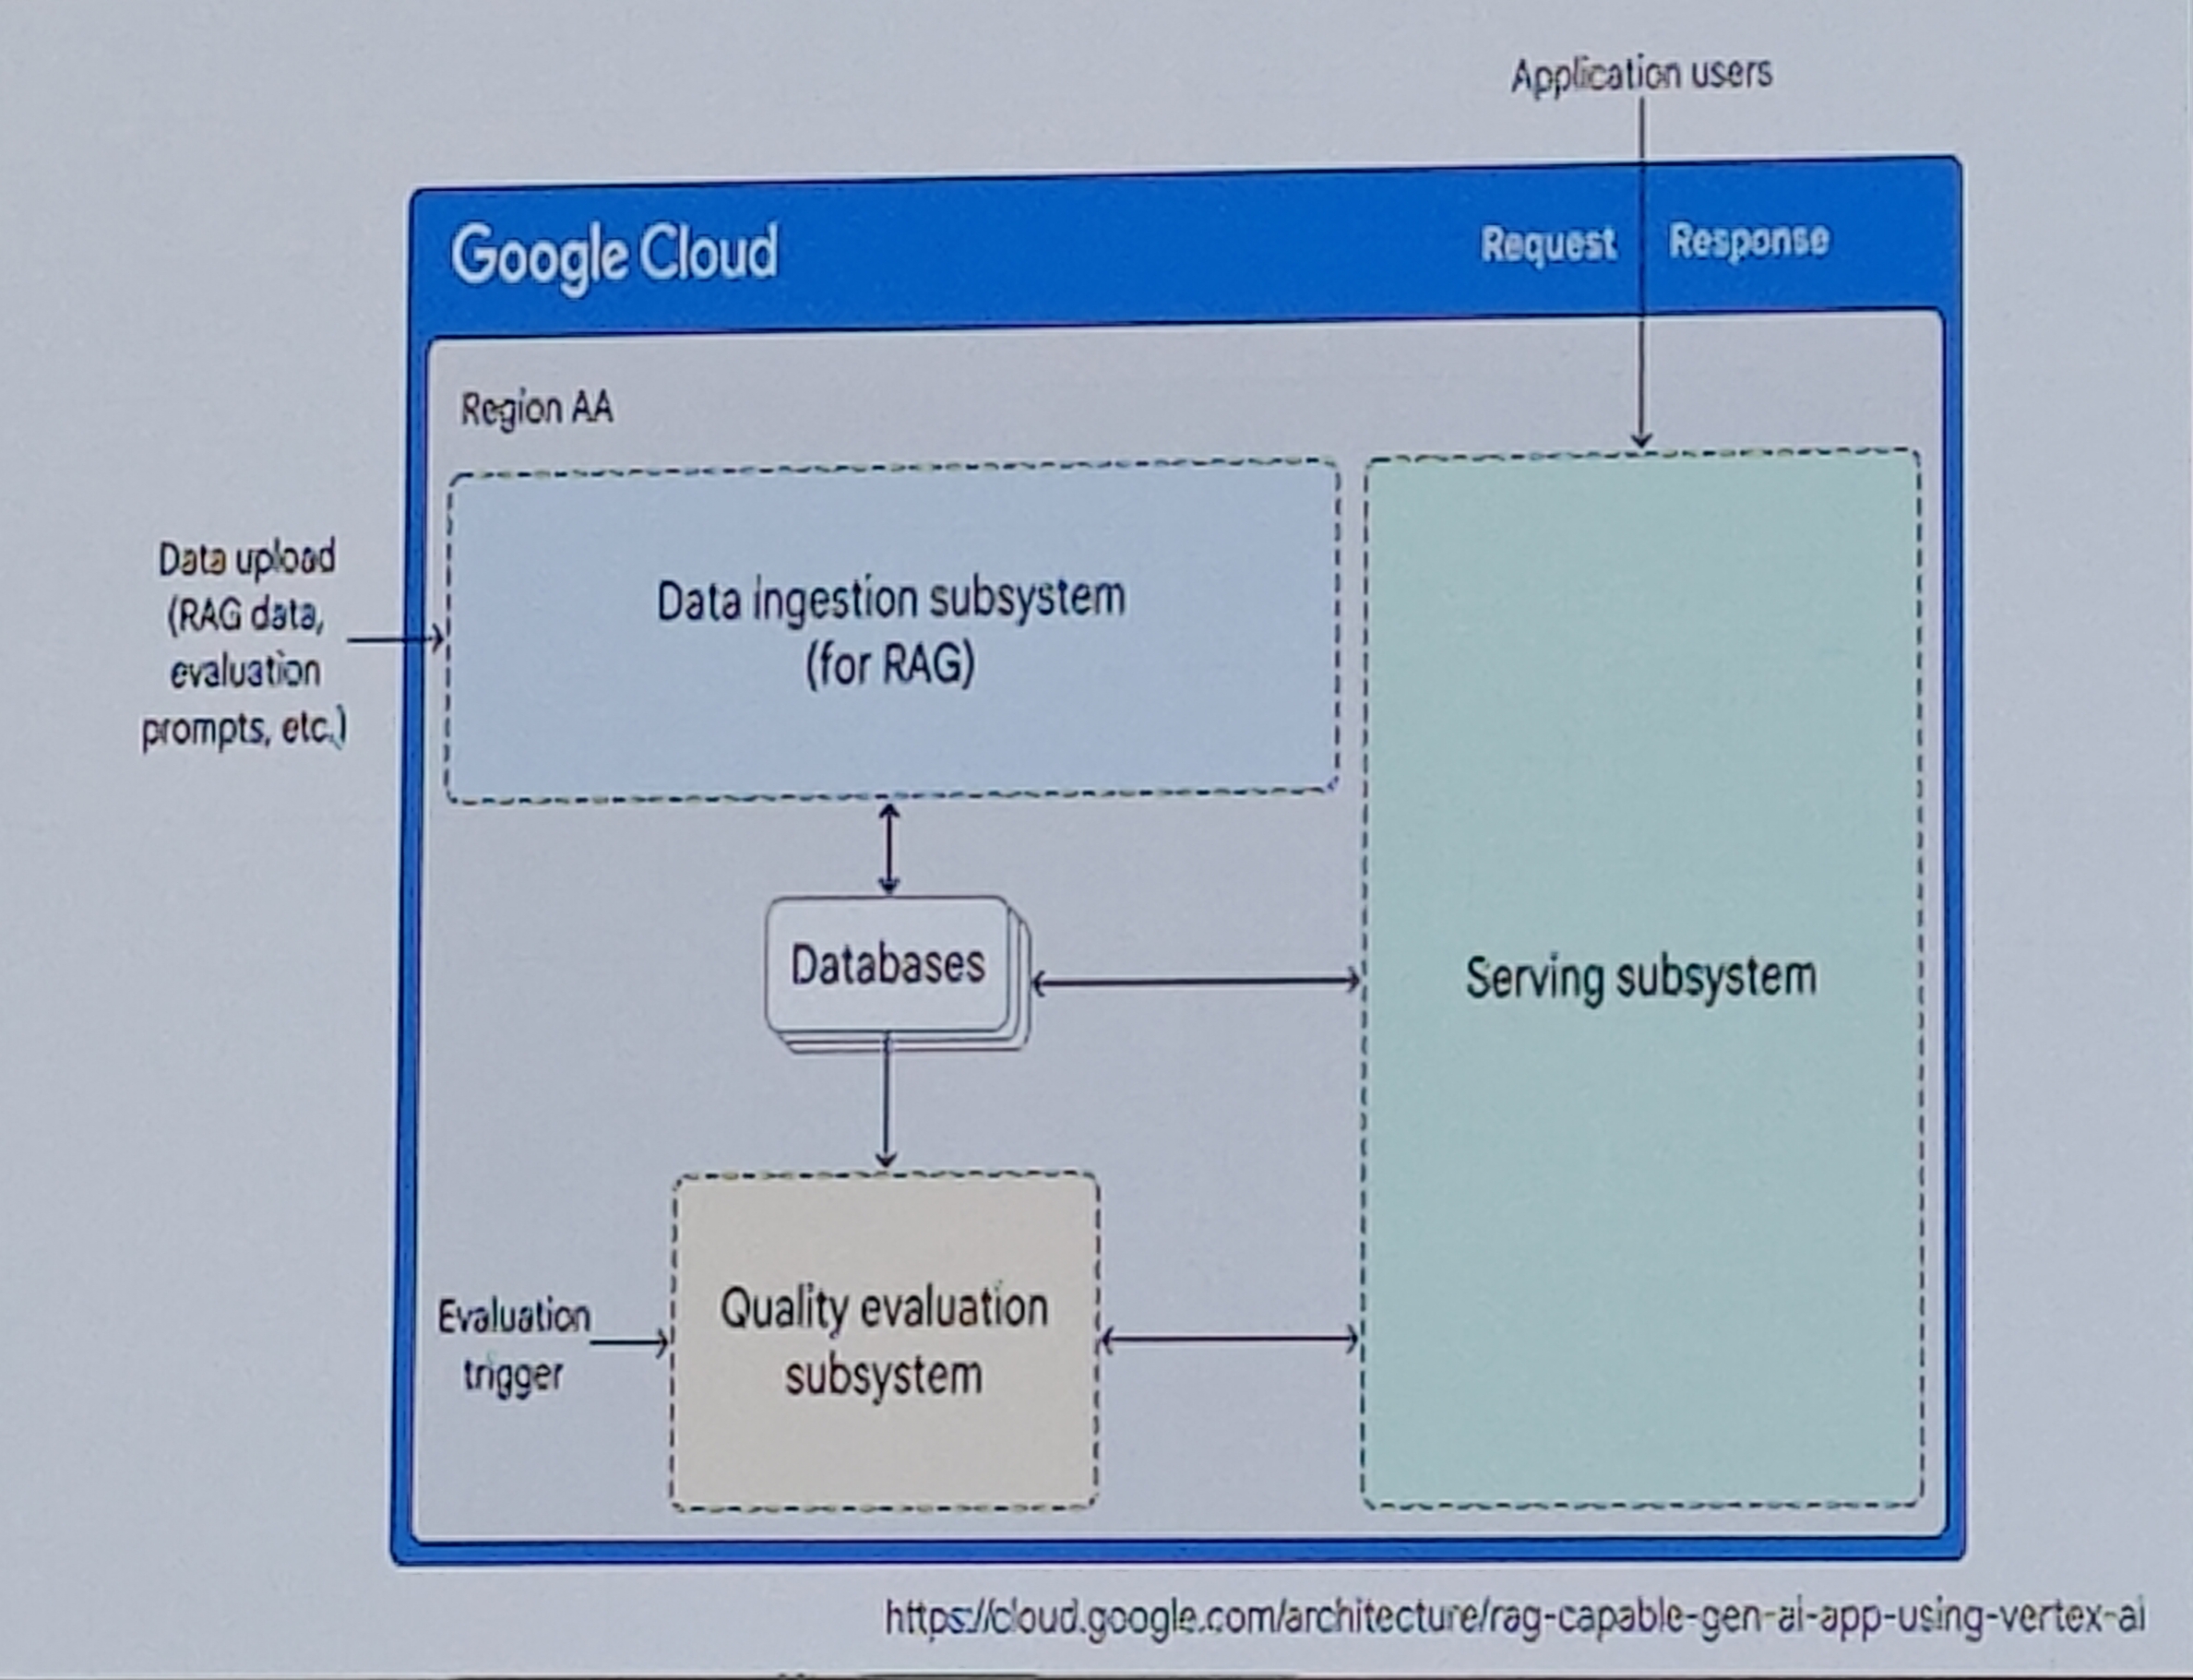 Application users
Google Cloud
Request Response
Region AA
Data upload
(RAG data,
evaluation
prompts, etc.)
Data ingestion subsystem
(for RAG)
Databases
Serving subsystem
Evaluation
trigger
Quality evaluation
subsystem
https://cloud.google.com/architecture/rag-capable-gen-ai-app-using-vertex-ai